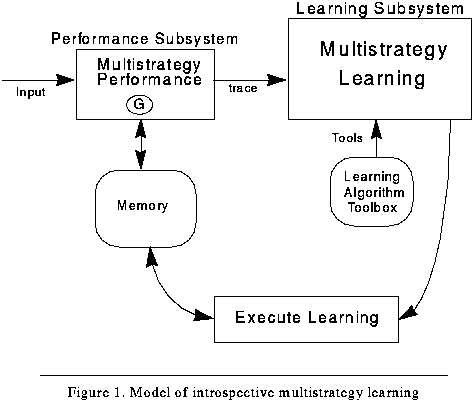 Learning Subsystem
Performance Subsystem
Multistrategy
Performance
G
Multistrategy
Learning
Input
trace
Tools
Learning
Algorithm
Toolbox
Memory
Execute Learning
Figure 1. Model of introspective multistrategy learning